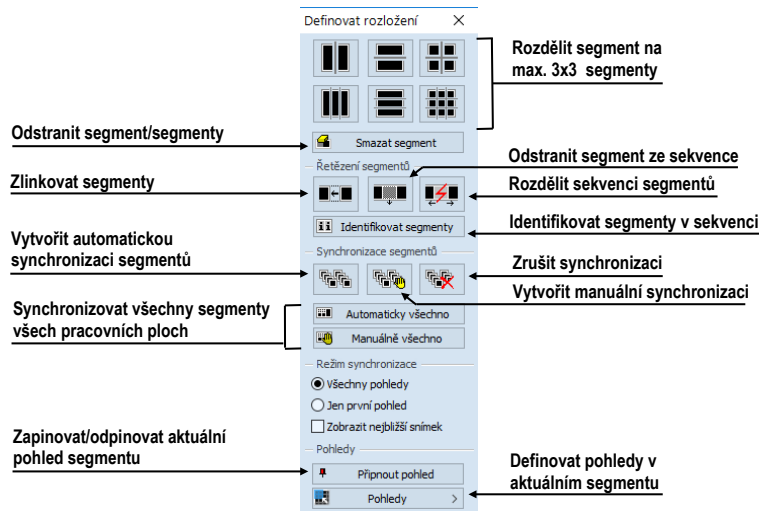 Definovat rozložení
Rozdělit segment na
max. 3x3 segmenty
Odstranit segment/segmenty
Smazat segment
Odstranit segment ze sekvence
Řetězení segmentů
Zlinkovat segmenty
Rozdělit sekvenci segmentů
Identifikovat segmenty
Identifikovat segmenty v sekvenci
Vytvořit automatickou
synchronizaci segmentů
Synchronizace segmentů
Zrušit synchronizaci
Vytvořit manuální synchronizaci
Synchronizovat všechny segmenty
všech pracovních ploch
Automaticky všechno
Manuálně všechno
Režim synchronizace
Všechny pohledy
Jen první pohled
Zobrazit nejbližší snímek
Zapinovat/odpinovat aktuální
pohled segmentu
Pohledy
Připnout pohled
Definovat pohledy v
aktuálním segmentu
Pohledy